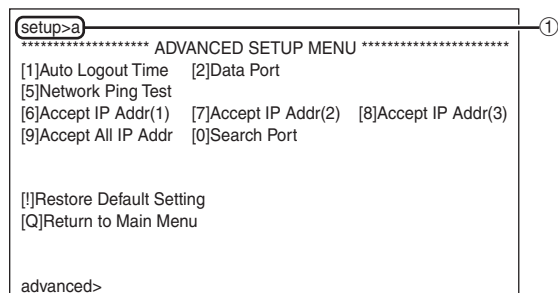 setup>a ①
******************** ADVANCED SETUP MENU ***********************
[1]Auto Logout Time [2]Data Port
[5]Network Ping Test
[6]Accept IP Addr(1) [7]Accept IP Addr(2) [8]Accept IP Addr(3)
[9]Accept All IP Addr [0]Search Port
[!]Restore Default Setting
[Q]Return to Main Menu
advanced>